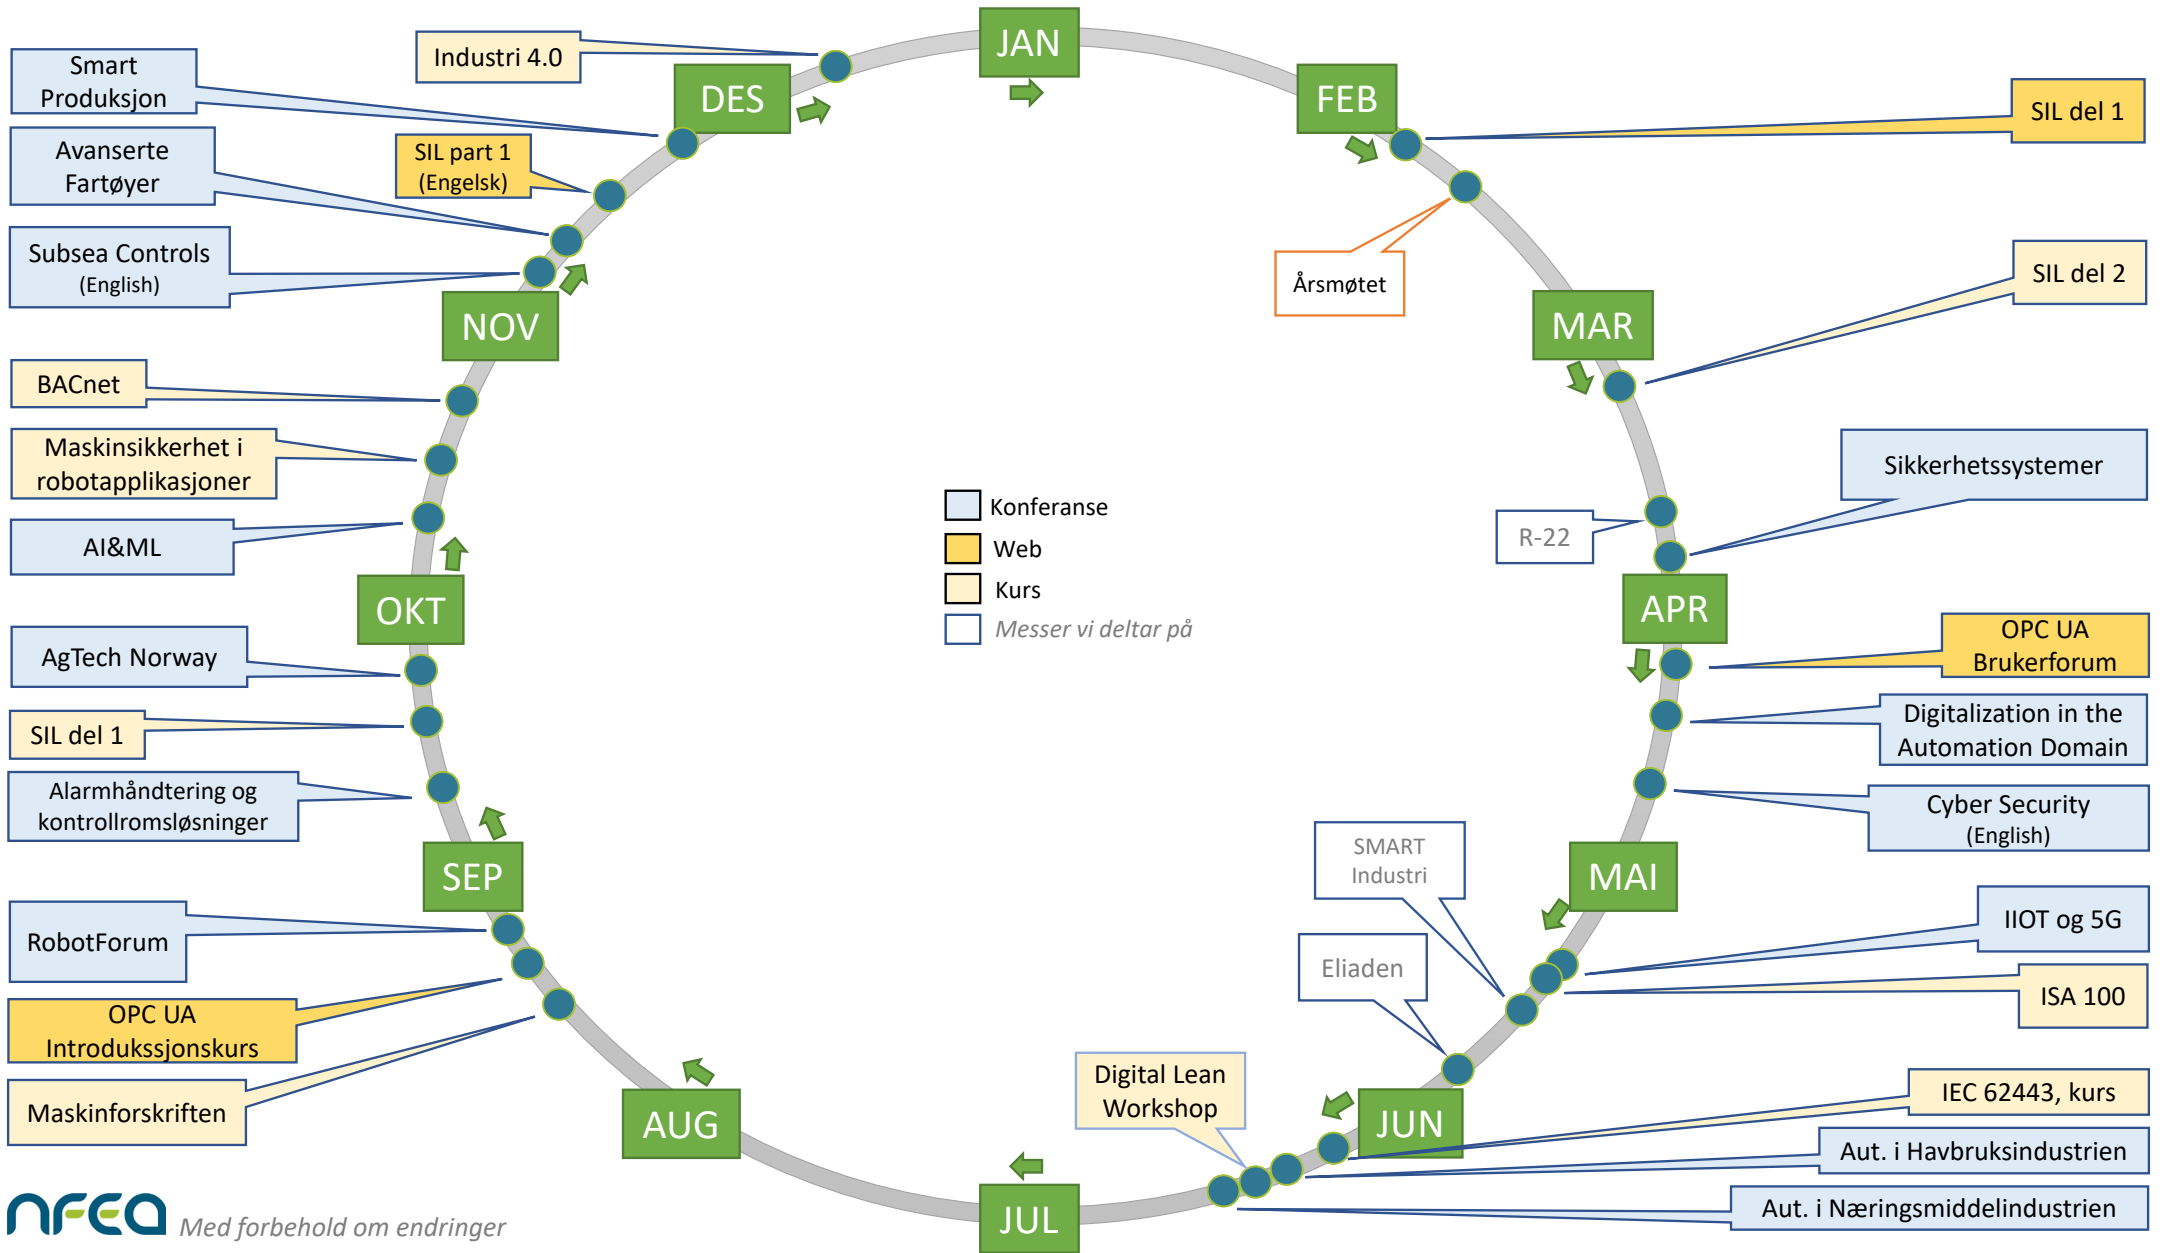 JAN
Industri 4.0
DES
FEB
Smart
Produksjon
SIL del 1
Avanserte
Fartøyer
SIL part 1
(Engelsk)
Subsea Controls
(English)
Årsmøtet
SIL del 2
NOV
MAR
BACnet
Maskinsikkerhet i
robotapplikasjoner
Sikkerhetssystemer
AI&ML
R-22
Konferanse
Web
Kurs
Messer vi deltar på
OKT
APR
AgTech Norway
OPC UA
Brukerforum
SIL del 1
Digitalization in the
Automation Domain
Alarmhåndtering og
kontrollromsløsninger
Cyber Security
(English)
SMART
Industri
SEP
MAI
RobotForum
IIOT og 5G
Eliaden
ISA 100
OPC UA
Introdukssjonskurs
Maskinforskriften
Digital Lean
Workshop
IEC 62443, kurs
AUG
JUN
Aut. i Havbruksindustrien
JUL
Aut. i Næringsmiddelindustrien
nfea
Med forbehold om endringer